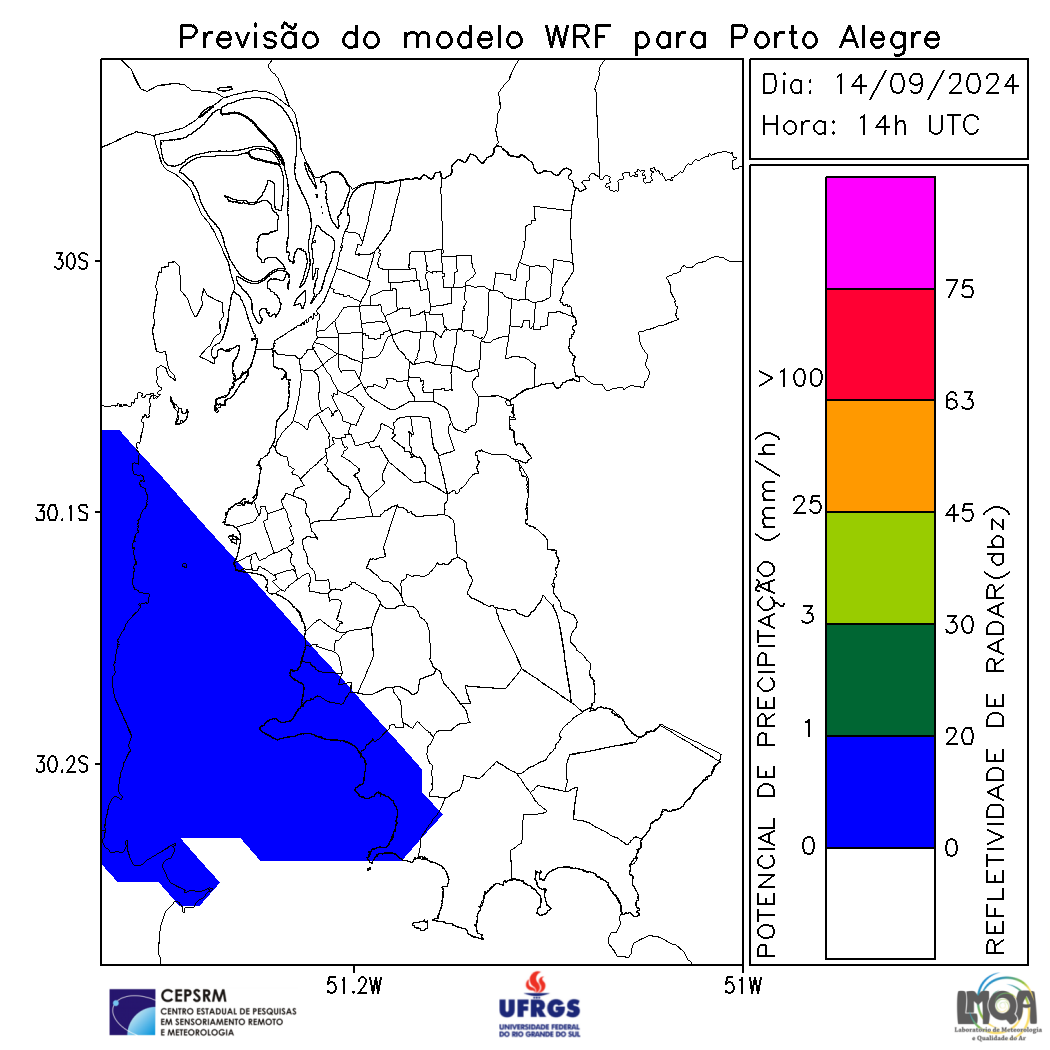 Previsão do modelo WRF para Porto Alegre
Dia: 14/09/2024
Hora: 14h UTC
30S
30.1S
30.2S
51.2W
51W
POTENCIAL DE PRECIPITAÇÃO (mm/h)
>100
25
3
1
0
75
63
45
30
20
0
REFLETIVIDADE DE RADAR(dbz)
CEPSRM
CENTRO ESTADUAL DE PESQUISAS
EM SENSORIAMENTO REMOTO
E METEOROLOGIA
UFRGS
UNIVERSIDADE FEDERAL
DO RIO GRANDE DO SUL
LMQA
Laboratório de Meteorologia
e Qualidade do Ar